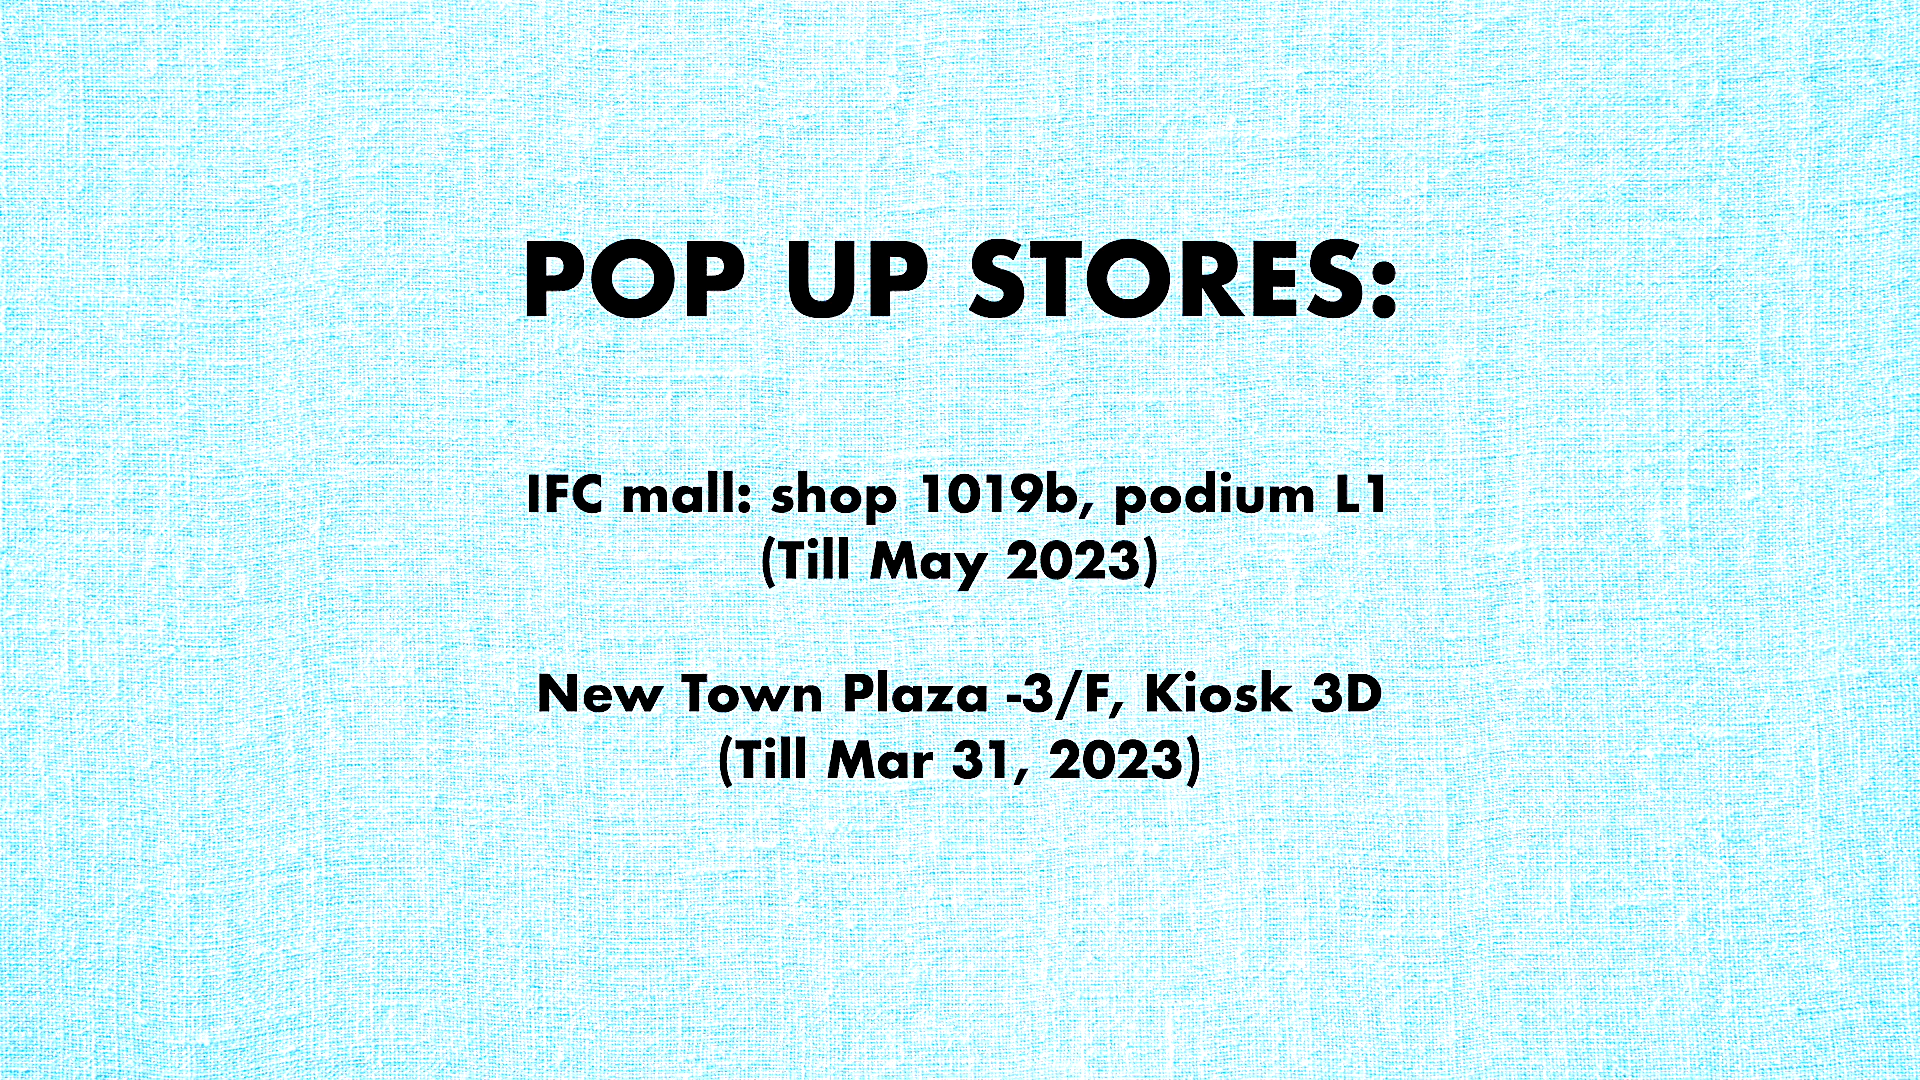 POP UP STORES:
IFC mall: shop 1019b, podium L1
(Till May 2023)
New Town Plaza -3/F, Kiosk 3D
(Till Mar 31, 2023)